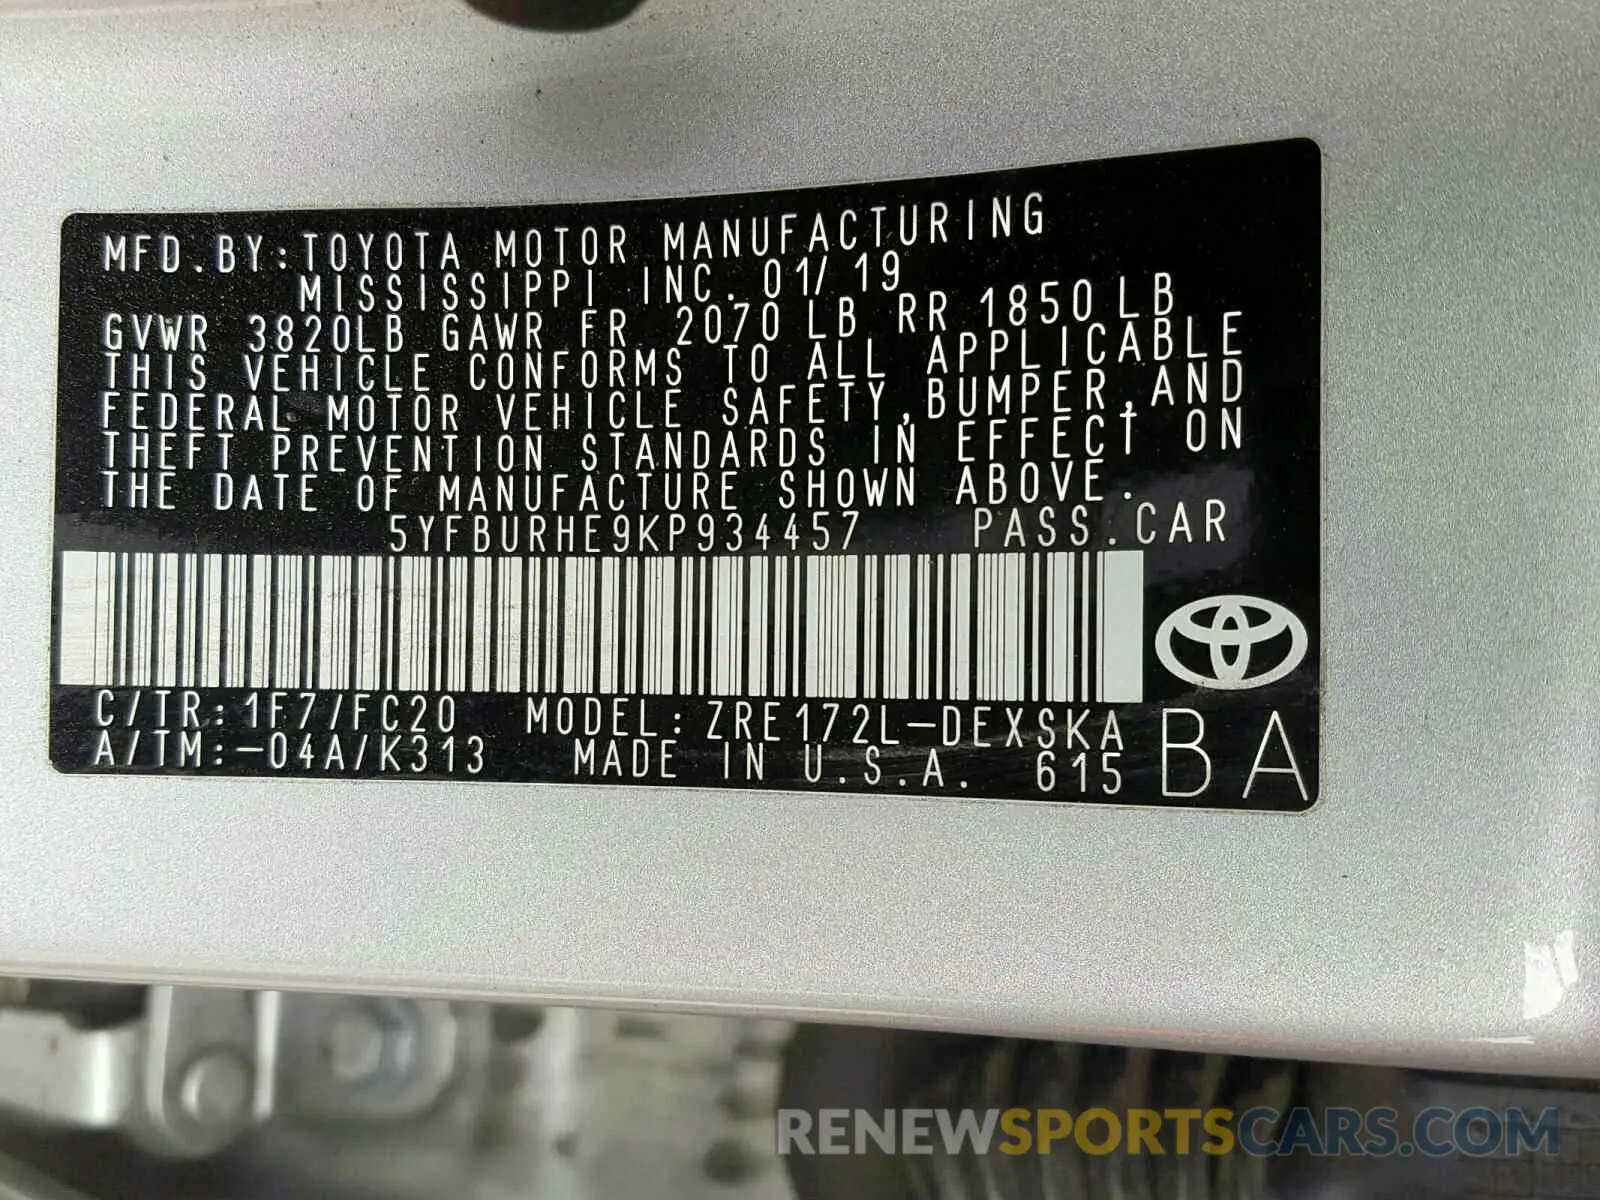 MFD.BY:TOYOTA MOTOR MANUFACTURING
MISSISSIPPI INC. 01/19
GVWR 3820LB GAWR FR 2070LB RR 1850LB
THIS VEHICLE CONFORMS TO ALL APPLICABLE
FEDERAL MOTOR VEHICLE SAFETY,BUMPER,AND
THEFT PREVENTION STANDARDS IN EFFECT ON
THE DATE OF MANUFACTURE SHOWN ABOVE.
5YFBURHE9KP934457 PASS.CAR
C/TR:1F7/FC20 MODEL:ZRE172L-DEXSKA
A/TM:-04A/K313 MADE IN U.S.A. 615 BA
RENEWSPORTSCARS.COM